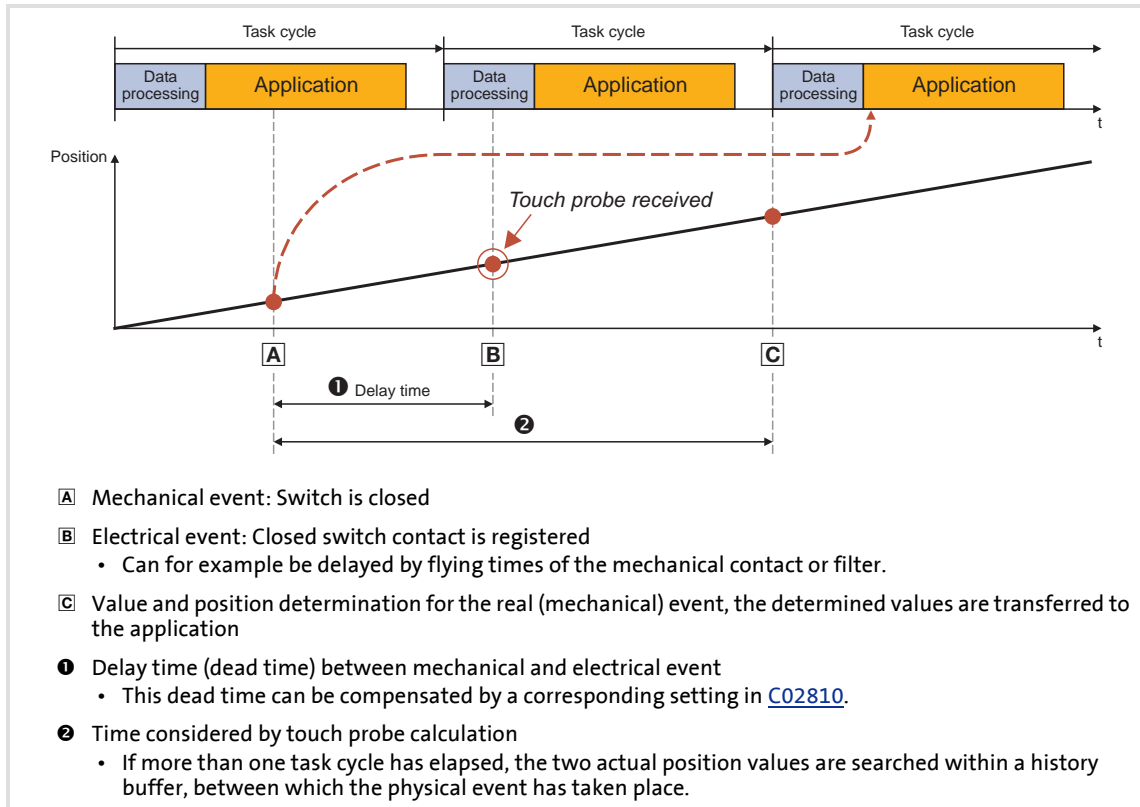 Task cycle Task cycle Task cycle
Data processing Application Data processing Application Data processing Application
t
Position
Touch probe received
t
A B C
❶ Delay time
❷
A Mechanical event: Switch is closed
B Electrical event: Closed switch contact is registered
• Can for example be delayed by flying times of the mechanical contact or filter.
C Value and position determination for the real (mechanical) event, the determined values are transferred to
the application
❶ Delay time (dead time) between mechanical and electrical event
• This dead time can be compensated by a corresponding setting in C02810.
❷ Time considered by touch probe calculation
• If more than one task cycle has elapsed, the two actual position values are searched within a history
buffer, between which the physical event has taken place.